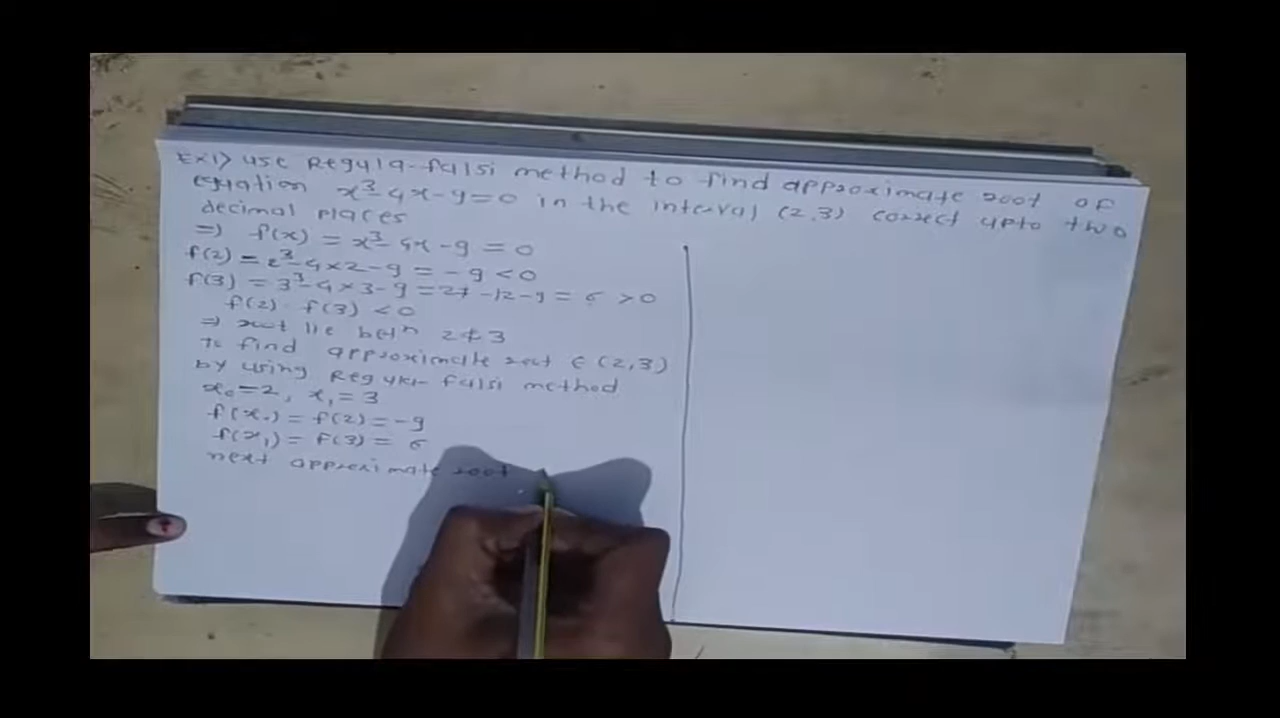 Ex1) Use Regula-falsi method to find approximate root of
equation x³-4x-9=0 in the interval (2,3) correct upto two
decimal places
⇒ f(x) = x³-4x-9 = 0
f(2) = 2³-4×2-9 = -9 < 0
f(3) = 3³-4×3-9 = 27-12-9 = 6 > 0
f(2) · f(3) < 0
⇒ root lie betⁿ 2 & 3
To find approximate root ∈ (2,3)
by using Regula falsi method
x₀=2, x₁=3
f(x₀) = f(2) = -9
f(x₁) = f(3) = 6
next approximate root